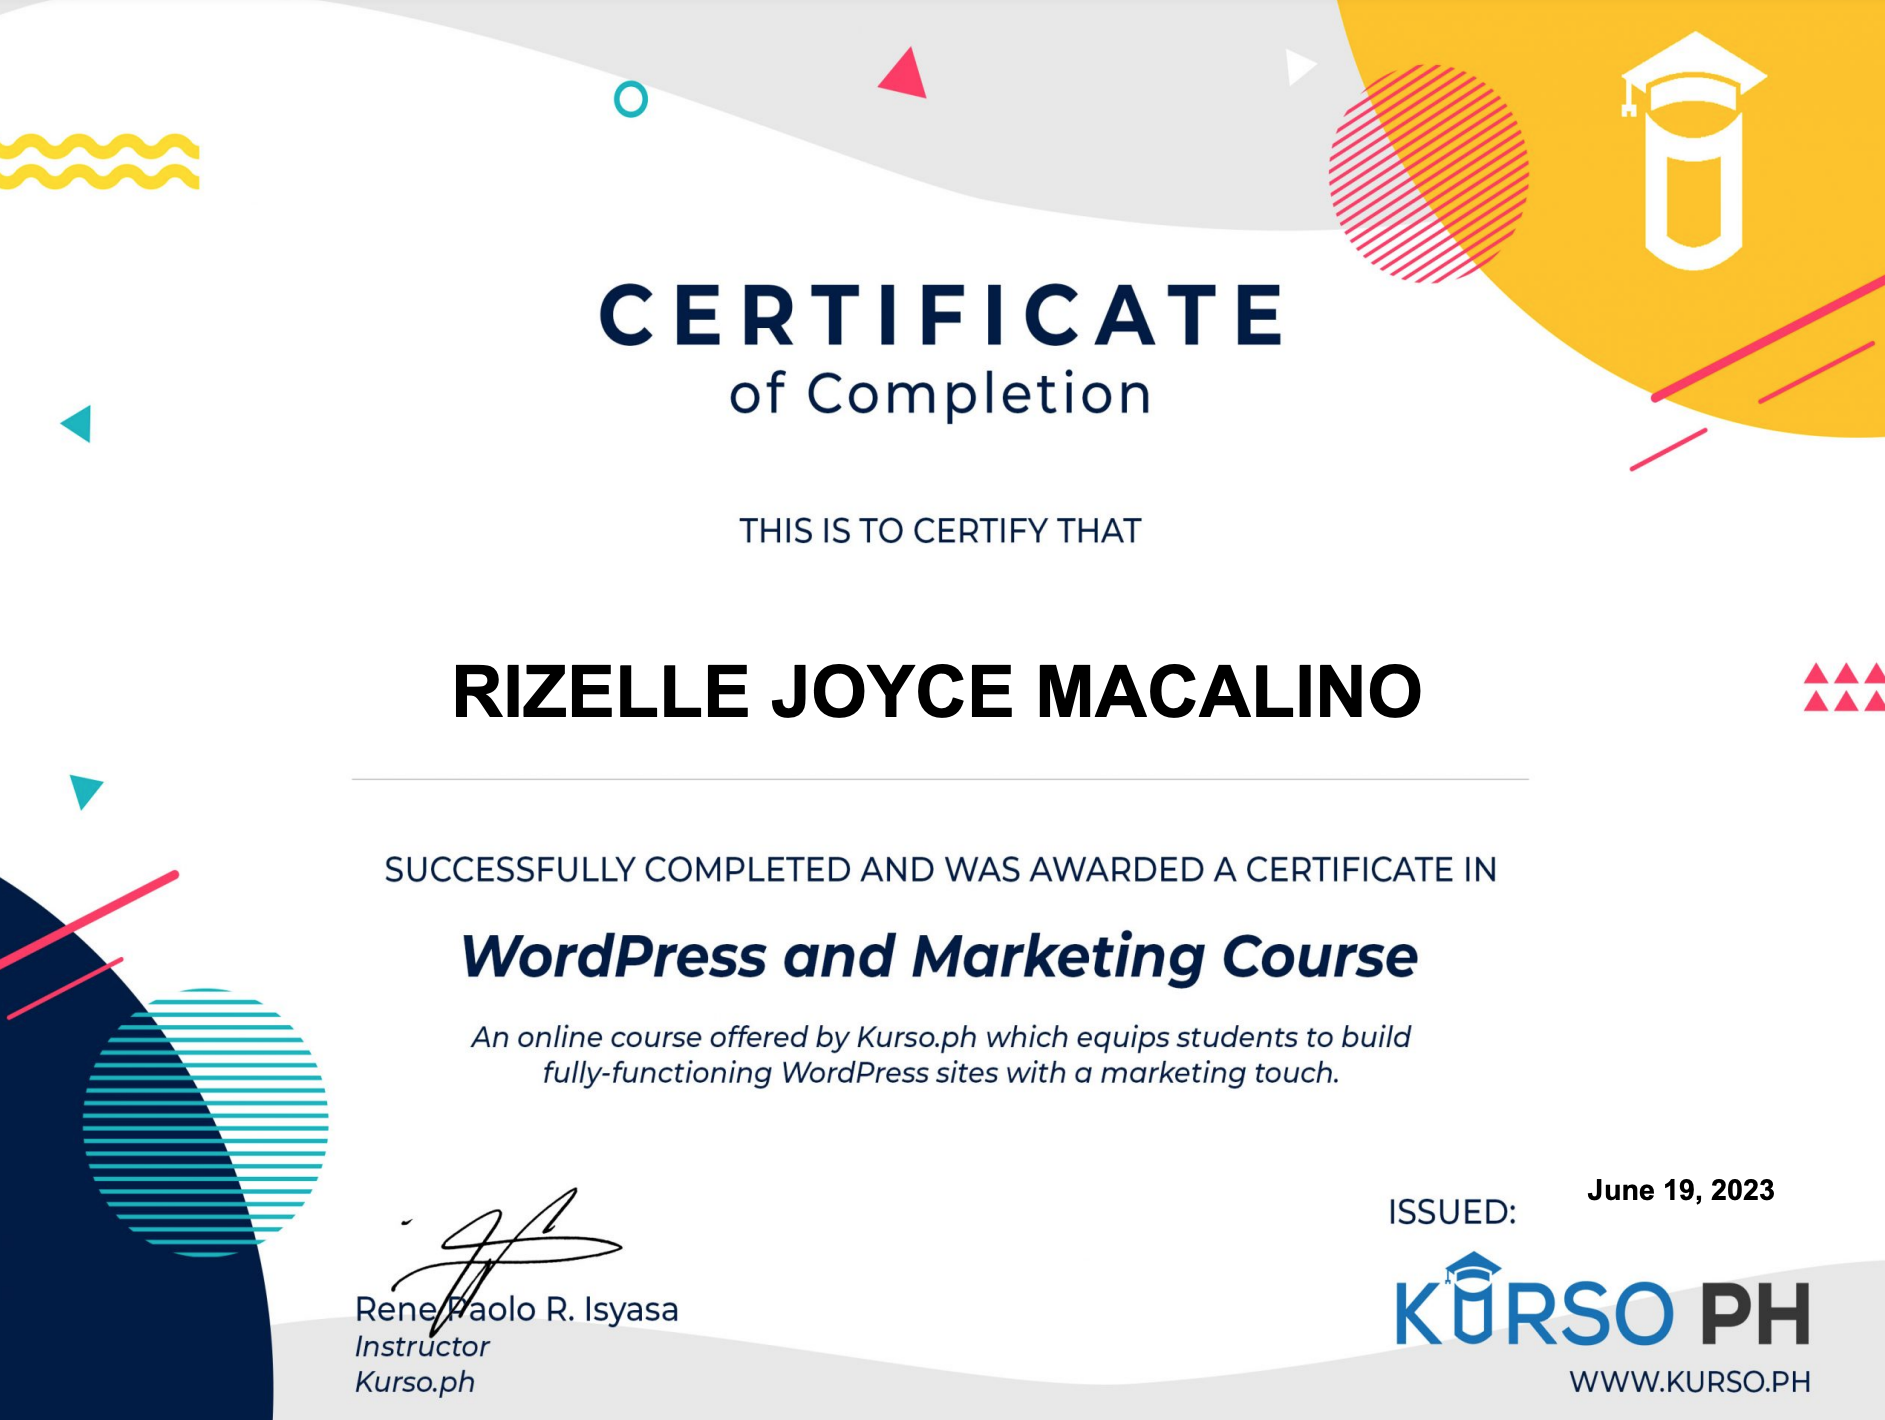 CERTIFICATE
of Completion
THIS IS TO CERTIFY THAT
RIZELLE JOYCE MACALINO
SUCCESSFULLY COMPLETED AND WAS AWARDED A CERTIFICATE IN
WordPress and Marketing Course
An online course offered by Kurso.ph which equips students to build
fully-functioning WordPress sites with a marketing touch.
Rene Paolo R. Isyasa
Instructor
Kurso.ph
ISSUED: June 19, 2023
KURSO PH
WWW.KURSO.PH